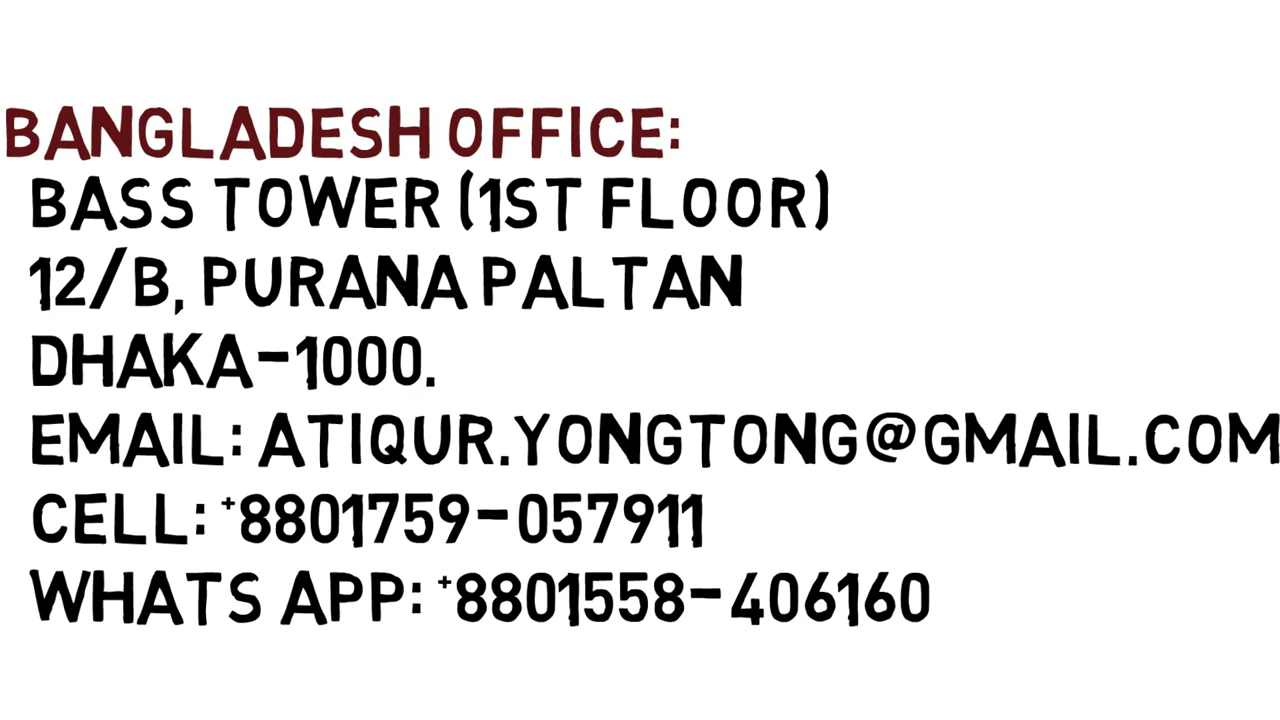 BANGLADESH OFFICE:
BASS TOWER (1ST FLOOR)
12/B, PURANA PALTAN
DHAKA-1000.
EMAIL: ATIQUR.YONGTONG@GMAIL.COM
CELL: +8801759-057911
WHATS APP: +8801558-406160